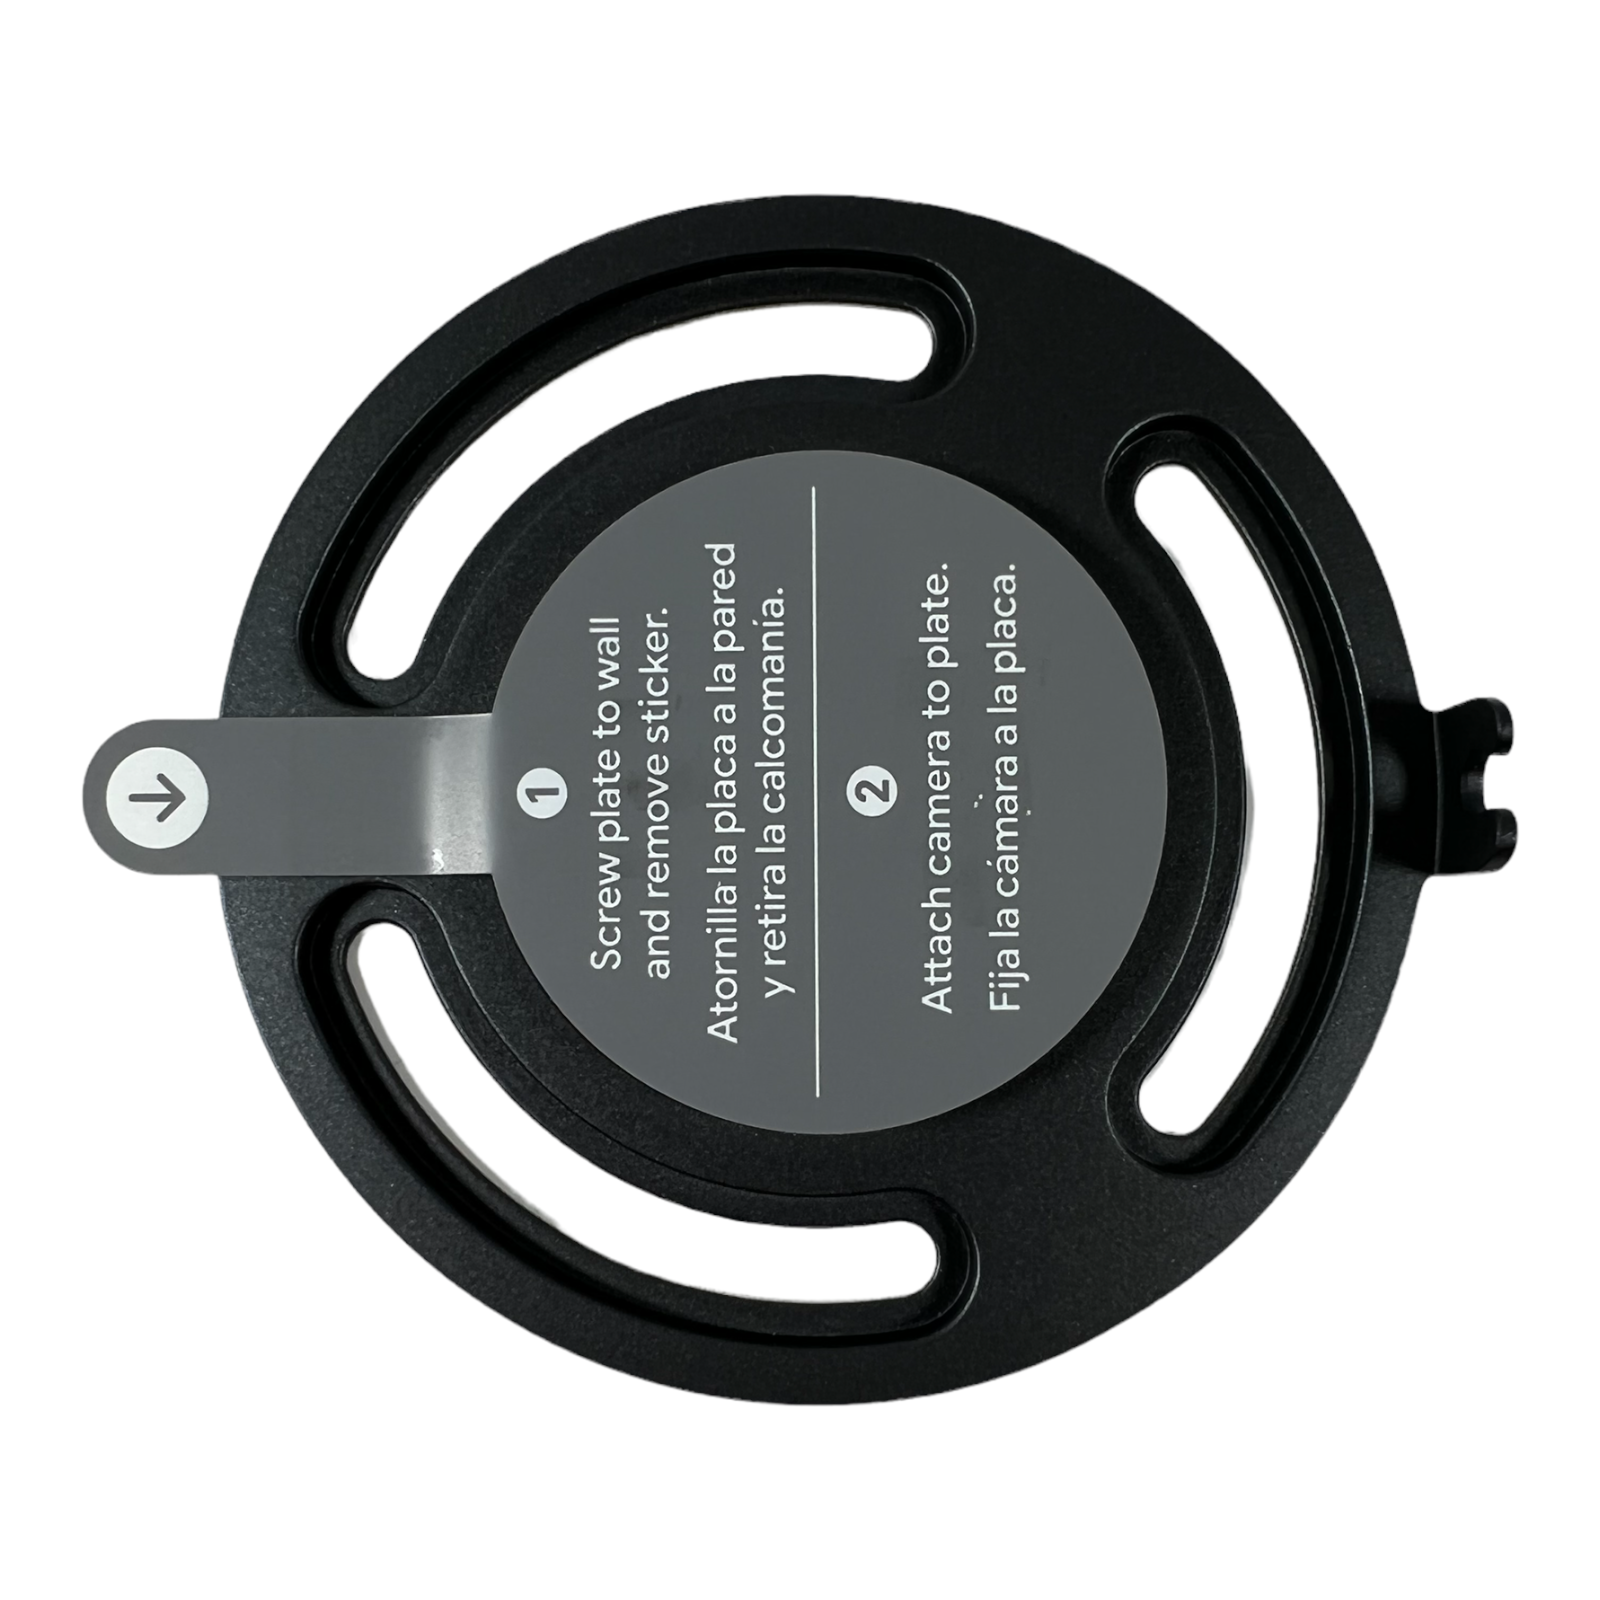 1
Screw plate to wall
and remove sticker.
Atornilla la placa a la pared
y retira la calcomanía.
2
Attach camera to plate.
Fija la cámara a la placa.